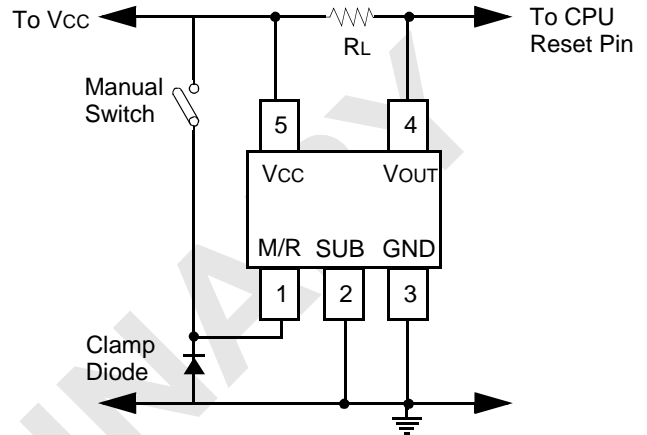 To VCC
To CPU
Reset Pin
RL
Manual
Switch
5
4
VCC
VOUT
M/R
SUB
GND
1
2
3
Clamp
Diode
INARY